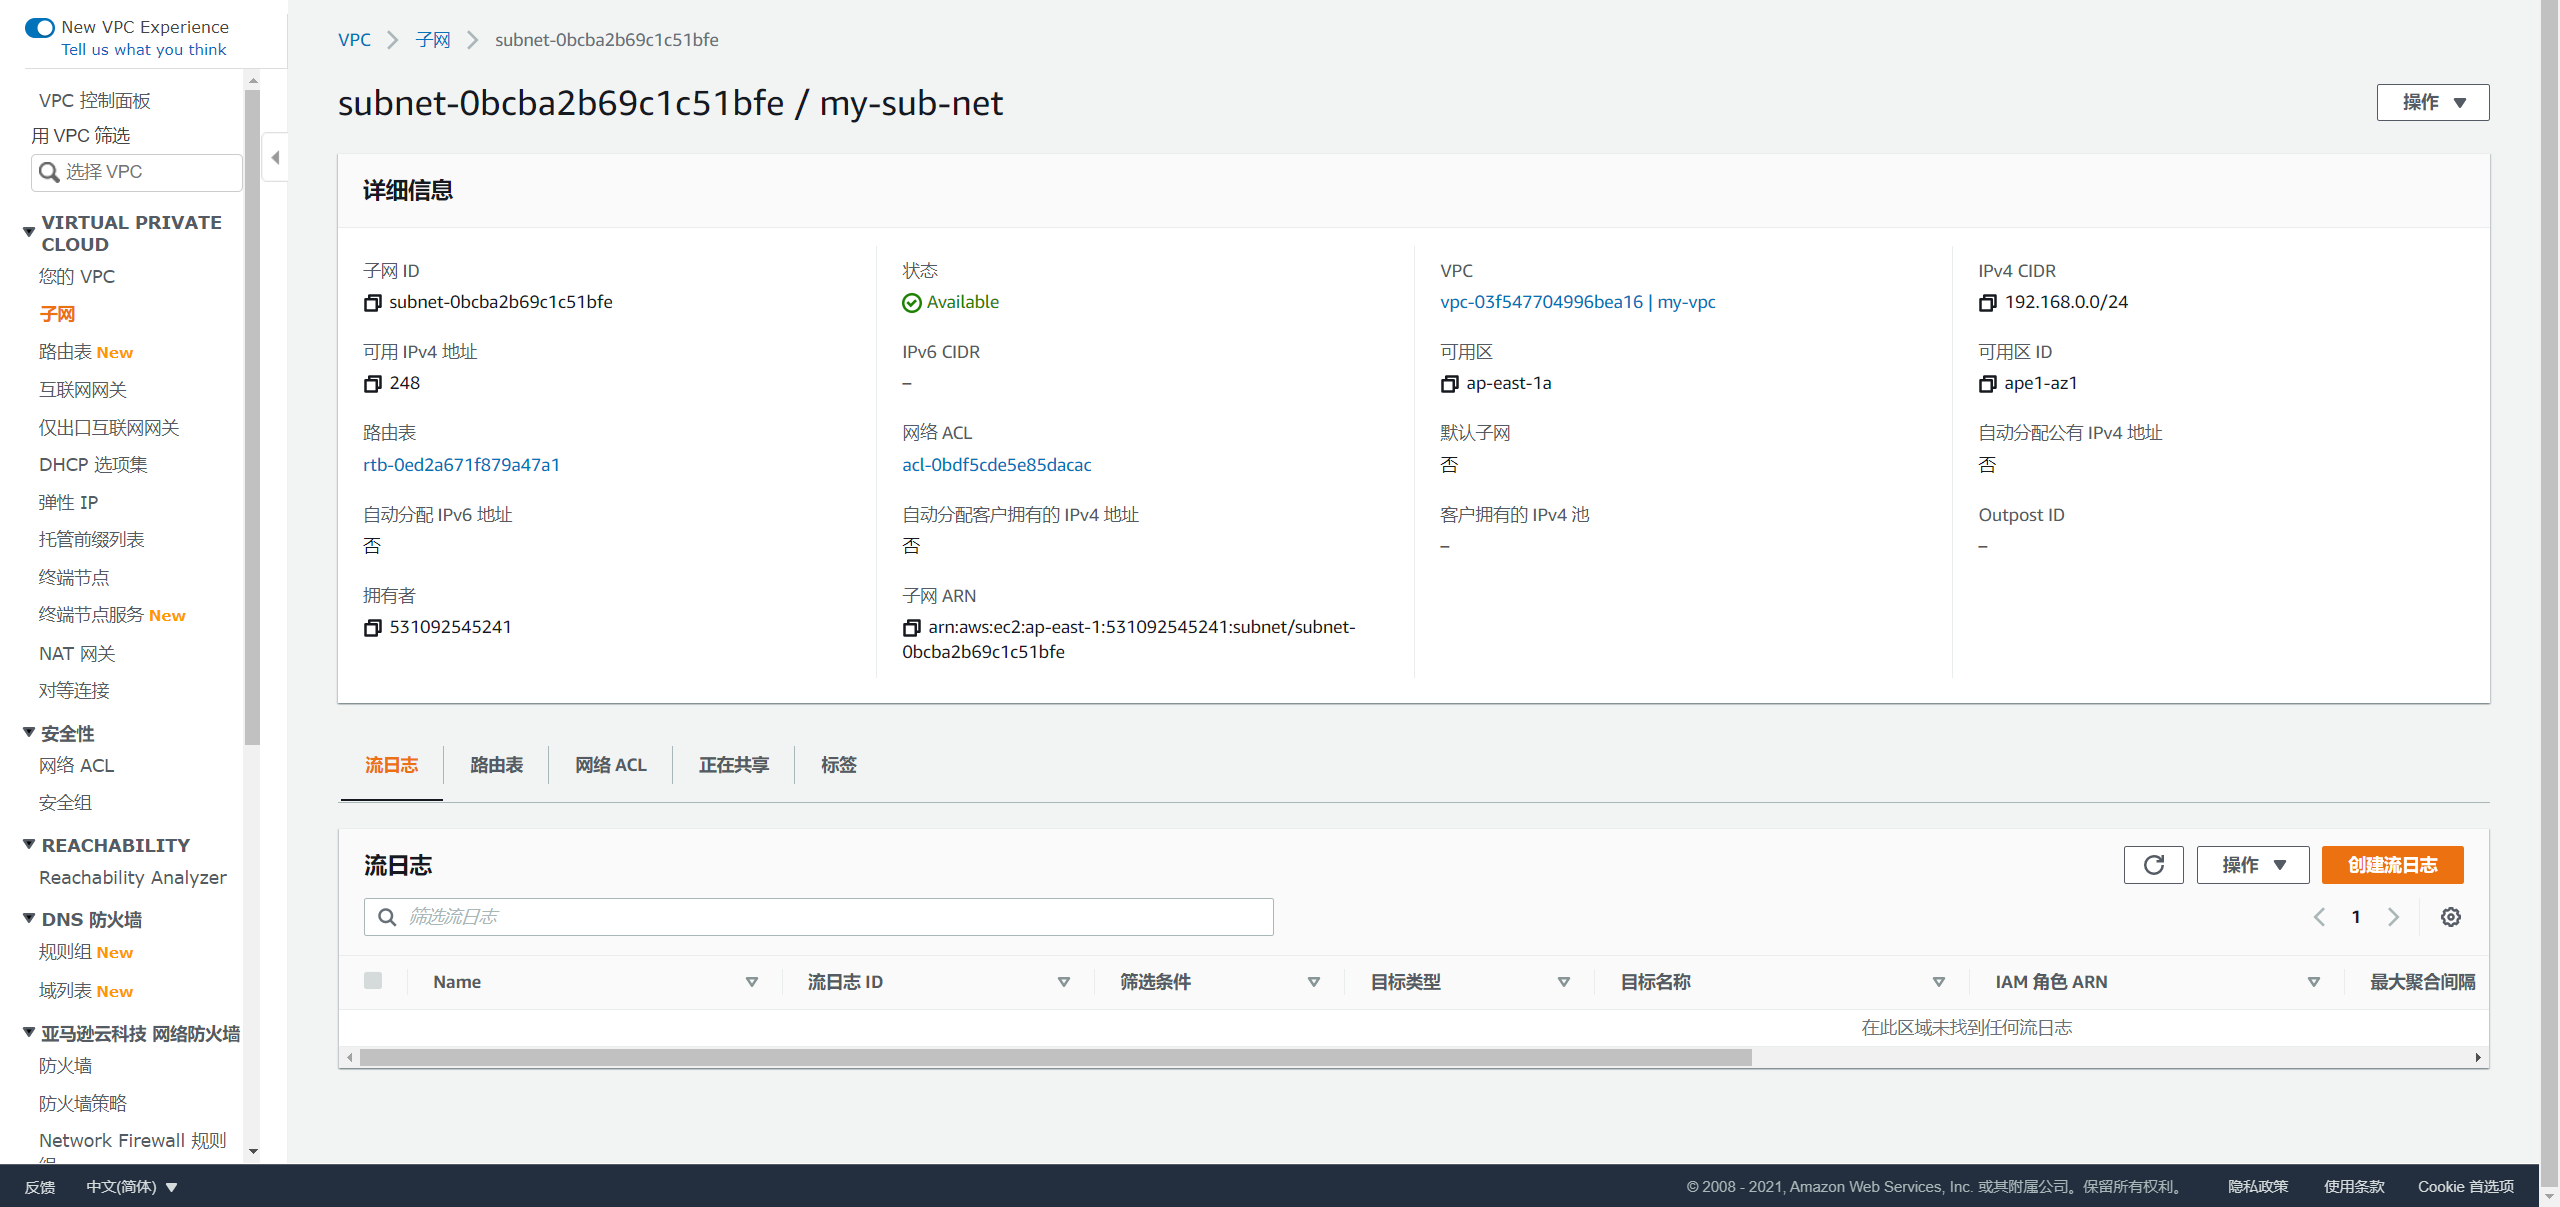 New VPC Experience
Tell us what you think
VPC 控制面板
用 VPC 筛选
选择 VPC
VIRTUAL PRIVATE
CLOUD
您的 VPC
子网
路由表 New
互联网网关
仅出口互联网网关
DHCP 选项集
弹性 IP
托管前缀列表
终端节点
终端节点服务 New
NAT 网关
对等连接
安全性
网络 ACL
安全组
REACHABILITY
Reachability Analyzer
DNS 防火墙
规则组 New
域列表 New
亚马逊云科技 网络防火墙
防火墙
防火墙策略
Network Firewall 规则
VPC 子网 subnet-0bcba2b69c1c51bfe
subnet-0bcba2b69c1c51bfe / my-sub-net
操作
详细信息
子网 ID
subnet-0bcba2b69c1c51bfe
状态
Available
VPC
vpc-03f547704996bea16 | my-vpc
IPv4 CIDR
192.168.0.0/24
可用 IPv4 地址
248
IPv6 CIDR
–
可用区
ap-east-1a
可用区 ID
ape1-az1
路由表
rtb-0ed2a671f879a47a1
网络 ACL
acl-0bdf5cde5e85dacac
默认子网
否
自动分配公有 IPv4 地址
否
自动分配 IPv6 地址
否
自动分配客户拥有的 IPv4 地址
否
客户拥有的 IPv4 池
–
Outpost ID
–
拥有者
531092545241
子网 ARN
arn:aws:ec2:ap-east-1:531092545241:subnet/subnet-
0bcba2b69c1c51bfe
流日志 路由表 网络 ACL 正在共享 标签
流日志
操作 创建流日志
筛选流日志
1
Name 流日志 ID 筛选条件 目标类型 目标名称 IAM 角色 ARN 最大聚合间隔
在此区域未找到任何流日志
反馈 中文(简体) © 2008 - 2021, Amazon Web Services, Inc. 或其附属公司。保留所有权利。 隐私政策 使用条款 Cookie 首选项